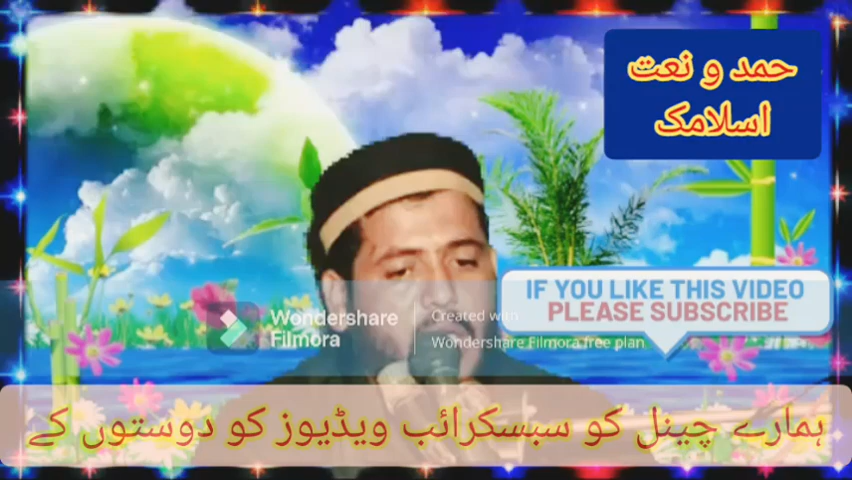 حمد و نعت
اسلامک
IF YOU LIKE THIS VIDEO
PLEASE SUBSCRIBE
Wondershare
Filmora
Created with
Wondershare Filmora free plan
ہمارے چینل کو سبسکرائب ویڈیوز کو دوستوں کے